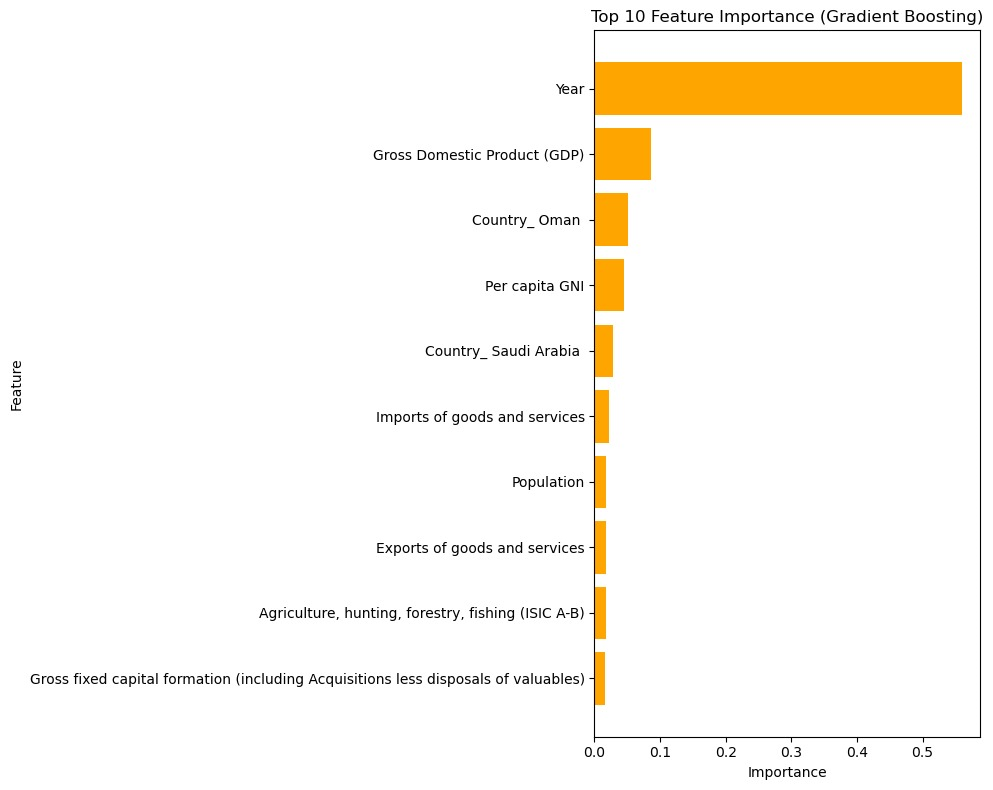 Top 10 Feature Importance (Gradient Boosting)
Feature
Year
Gross Domestic Product (GDP)
Country_ Oman
Per capita GNI
Country_ Saudi Arabia
Imports of goods and services
Population
Exports of goods and services
Agriculture, hunting, forestry, fishing (ISIC A-B)
Gross fixed capital formation (including Acquisitions less disposals of valuables)
0.0 0.1 0.2 0.3 0.4 0.5
Importance